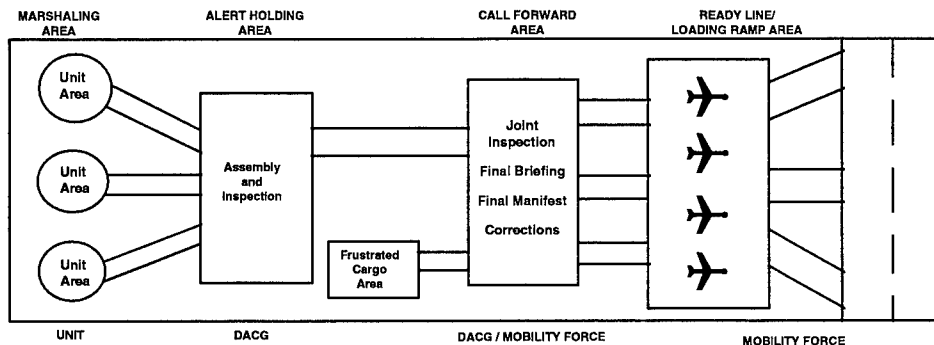 MARSHALING
AREA
ALERT HOLDING
AREA
CALL FORWARD
AREA
READY LINE/
LOADING RAMP AREA
Unit
Area
Unit
Area
Unit
Area
Assembly
and
Inspection
Frustrated
Cargo
Area
Joint
Inspection
Final Briefing
Final Manifest
Corrections
UNIT
DACG
DACG / MOBILITY FORCE
MOBILITY FORCE